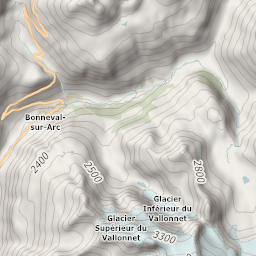 Bonneval-
sur-Arc
2400
2500
2800
Glacier
Inférieur du
Vallonnet
Glacier
Supérieur du
Vallonnet
3300